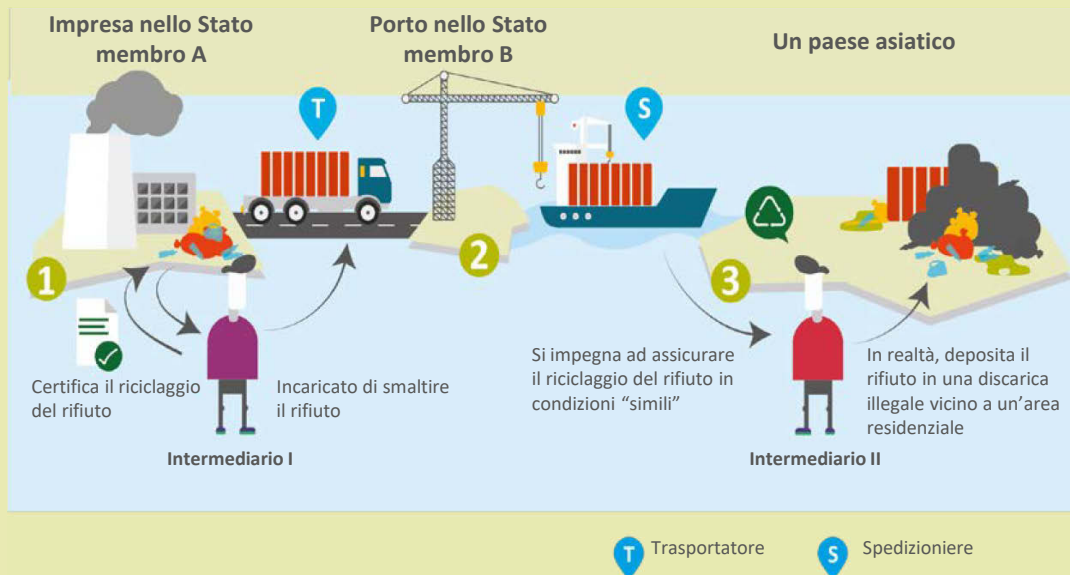 Impresa nello Stato
membro A
Porto nello Stato
membro B
Un paese asiatico
T
S
1
2
3
Certifica il riciclaggio
del rifiuto
Incaricato di smaltire
il rifiuto
Intermediario I
Si impegna ad assicurare
il riciclaggio del rifiuto in
condizioni “simili”
In realtà, deposita il
rifiuto in una discarica
illegale vicino a un’area
residenziale
Intermediario II
T Trasportatore
S Spedizioniere